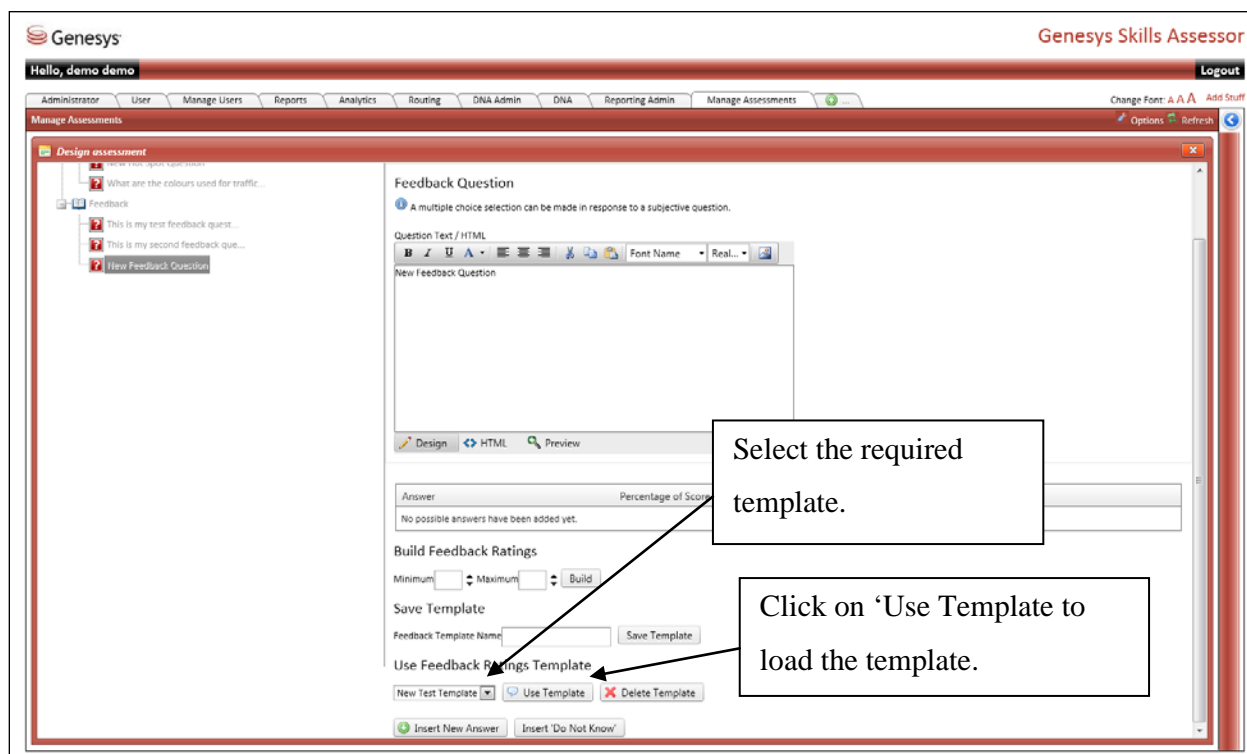 Genesys
Genesys Skills Assessor
Hello, demo demo
Logout
Administrator User Manage Users Reports Analytics Routing DNA Admin DNA Reporting Admin Manage Assessments ...
Change Font: A A A Add Stuff
Manage Assessments
Options Refresh
Design assessment
New Hot Spot Question
What are the colours used for traffic...
Feedback
This is my test feedback quest...
This is my second feedback que...
New Feedback Question
Feedback Question
A multiple choice selection can be made in response to a subjective question.
Question Text / HTML
B I U A Font Name Real...
New Feedback Question
Design HTML Preview
Select the required
template.
Answer Percentage of Score
No possible answers have been added yet.
Build Feedback Ratings
Minimum Maximum Build
Save Template
Feedback Template Name Save Template
Click on ‘Use Template to
load the template.
Use Feedback Ratings Template
New Test Template Use Template Delete Template
Insert New Answer Insert 'Do Not Know'